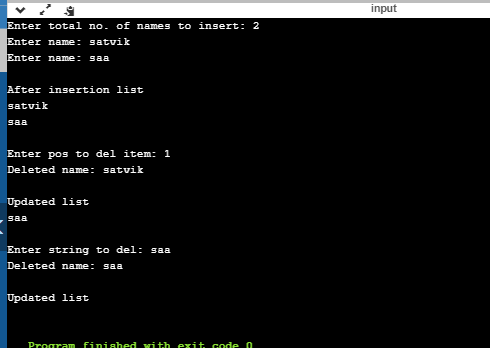 input
Enter total no. of names to insert: 2
Enter name: satvik
Enter name: saa
After insertion list
satvik
saa
Enter pos to del item: 1
Deleted name: satvik
Updated list
saa
Enter string to del: saa
Deleted name: saa
Updated list
Program finished with exit code 0